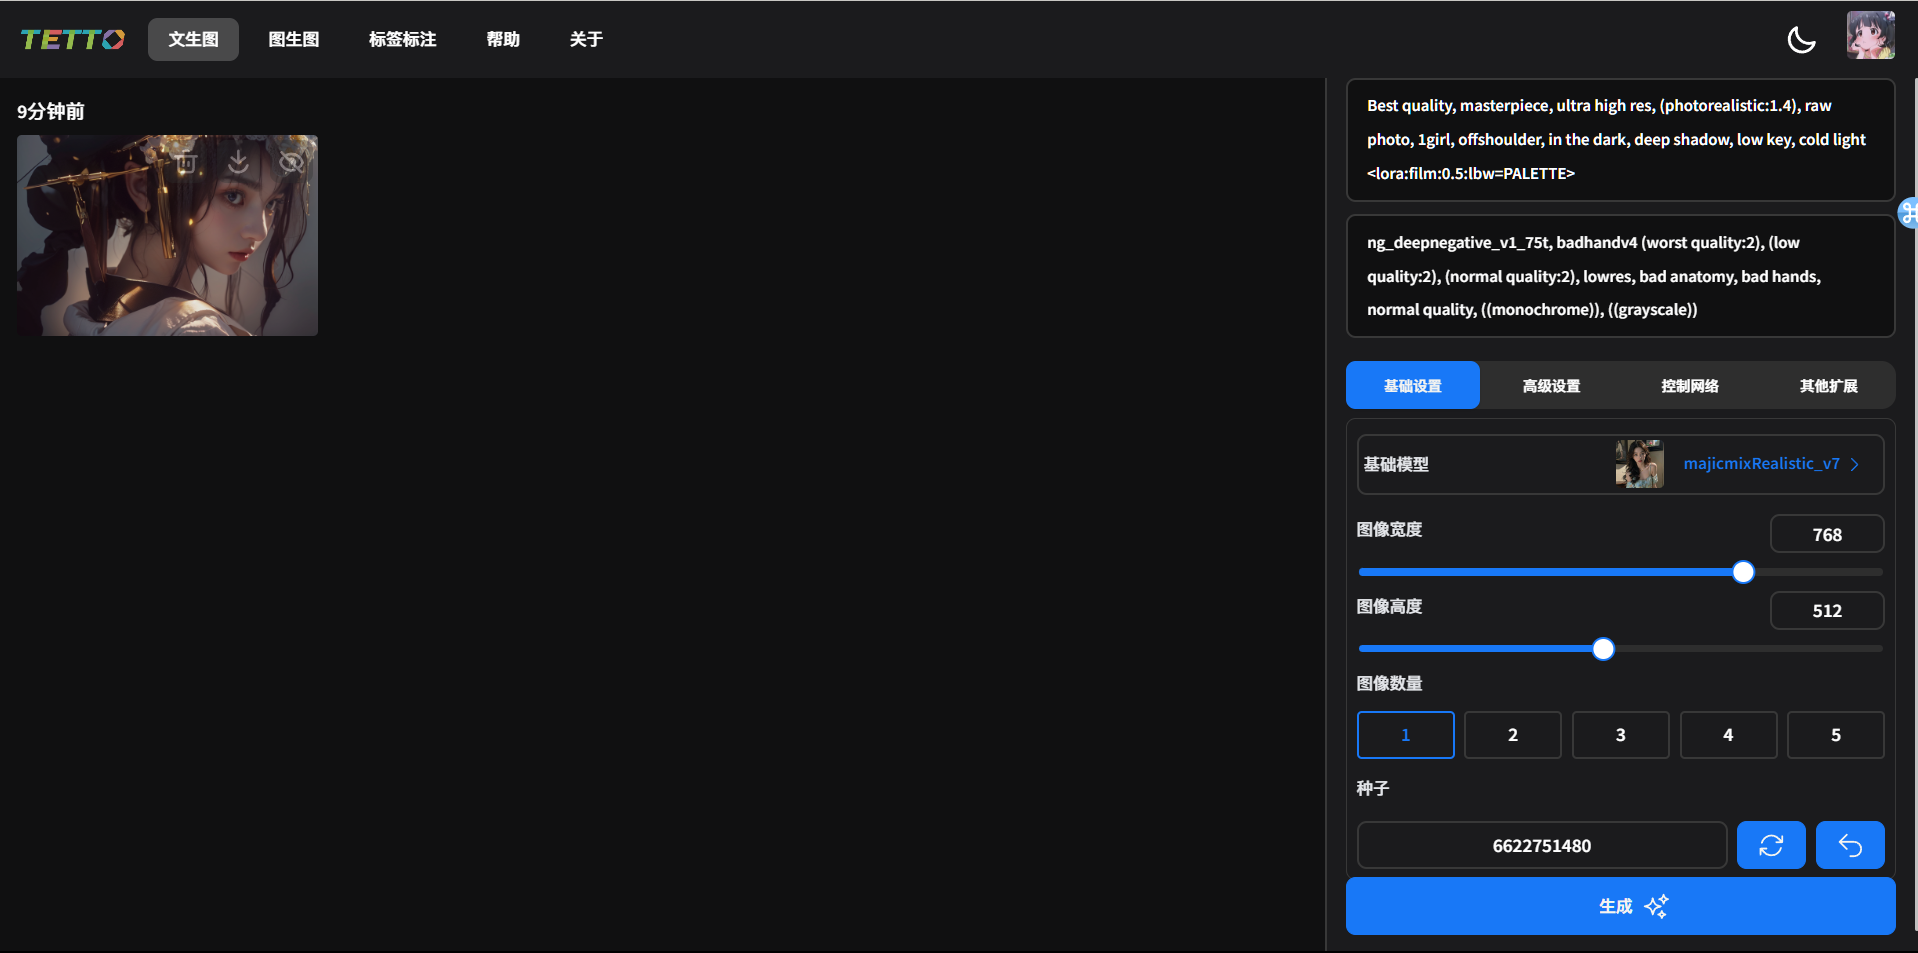 TETTO
文生图
图生图
标签标注
帮助
关于
9分钟前
Best quality, masterpiece, ultra high res, (photorealistic:1.4), raw
photo, 1girl, offshoulder, in the dark, deep shadow, low key, cold light
<lora:film:0.5:lbw=PALETTE>
ng_deepnegative_v1_75t, badhandv4 (worst quality:2), (low
quality:2), (normal quality:2), lowres, bad anatomy, bad hands,
normal quality, ((monochrome)), ((grayscale))
基础设置
高级设置
控制网络
其他扩展
基础模型
majicmixRealistic_v7
图像宽度
768
图像高度
512
图像数量
1
2
3
4
5
种子
6622751480
生成